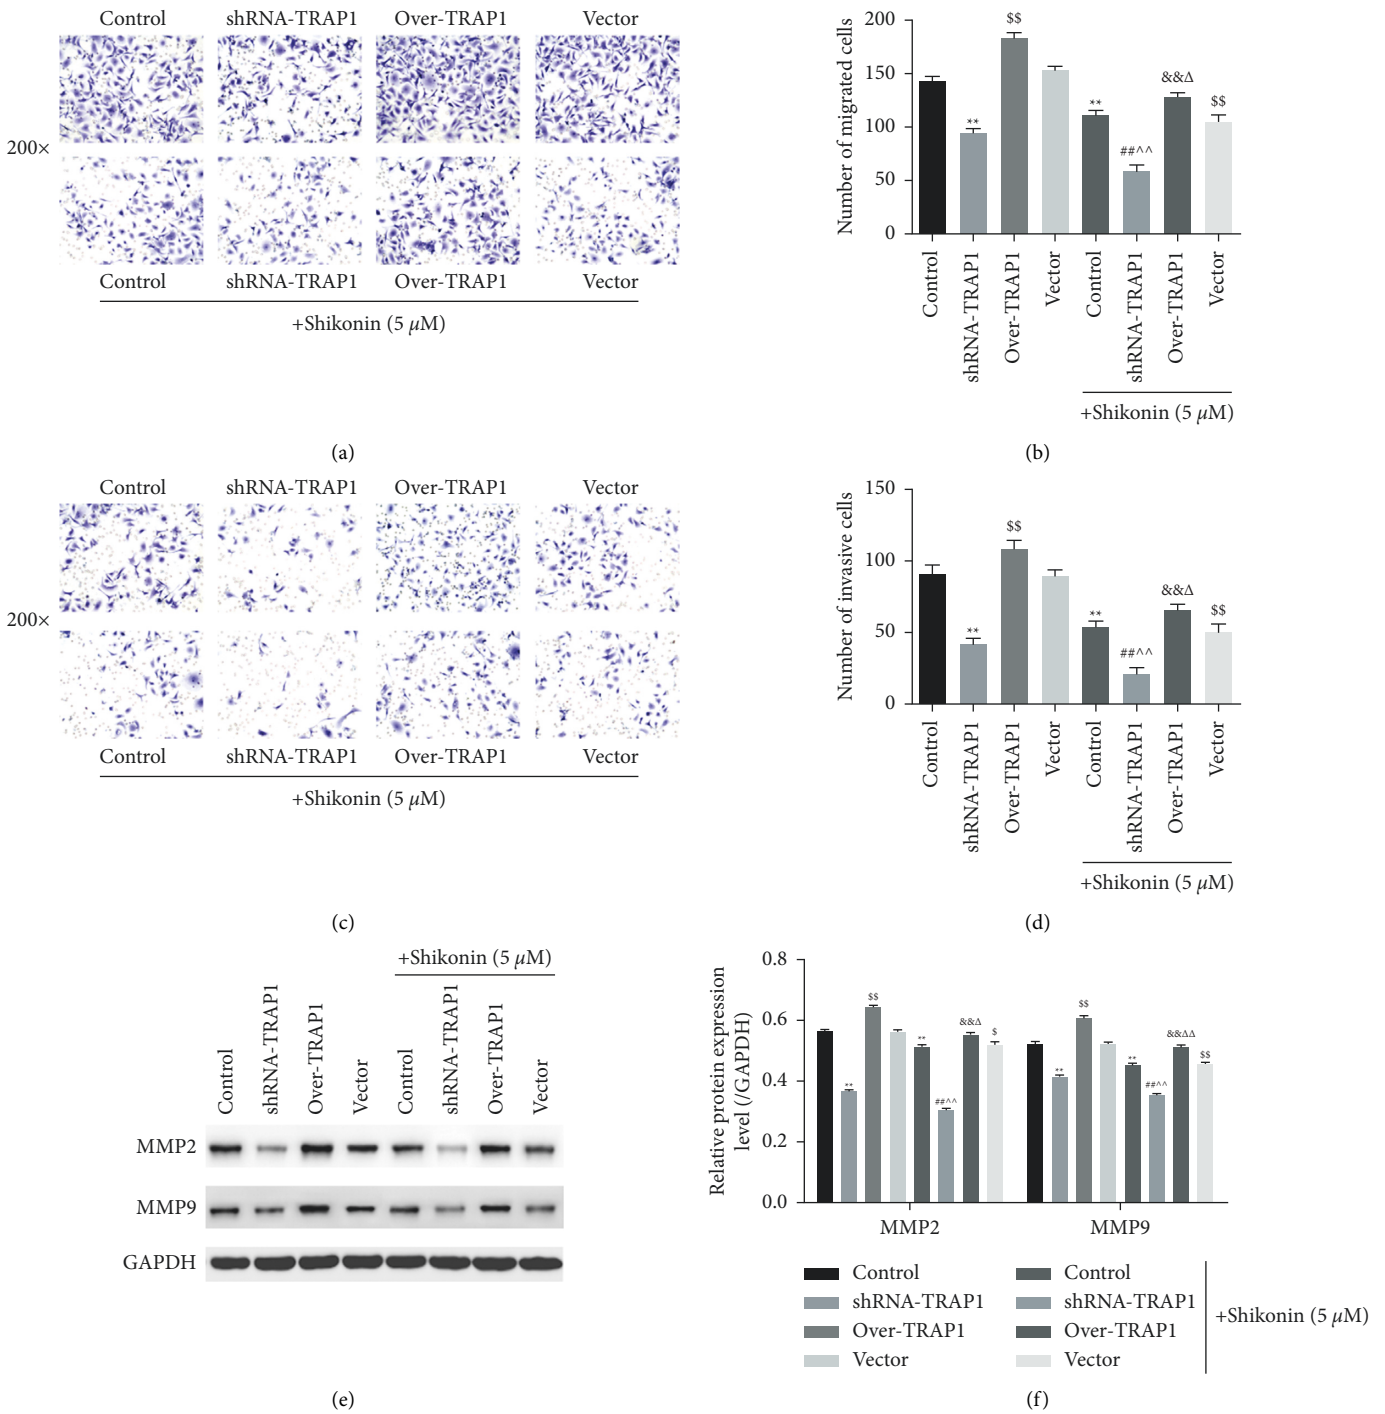 Control shRNA-TRAP1 Over-TRAP1 Vector
200×
Control shRNA-TRAP1 Over-TRAP1 Vector
+Shikonin (5 μM)
(a)
Number of migrated cells
200
150
100
50
0
**
$$
**
##^^
&&Δ
$$
Control
shRNA-TRAP1
Over-TRAP1
Vector
Control
shRNA-TRAP1
Over-TRAP1
Vector
+Shikonin (5 μM)
(b)
Control shRNA-TRAP1 Over-TRAP1 Vector
200×
Control shRNA-TRAP1 Over-TRAP1 Vector
+Shikonin (5 μM)
(c)
Number of invasive cells
150
100
50
0
**
$$
**
##^^
&&Δ
$$
Control
shRNA-TRAP1
Over-TRAP1
Vector
Control
shRNA-TRAP1
Over-TRAP1
Vector
+Shikonin (5 μM)
(d)
+Shikonin (5 μM)
Control
shRNA-TRAP1
Over-TRAP1
Vector
Control
shRNA-TRAP1
Over-TRAP1
Vector
MMP2
MMP9
GAPDH
(e)
Relative protein expression
level (/GAPDH)
0.8
0.6
0.4
0.2
0.0
**
$$
**
##^^
&&Δ
$
**
$$
**
##^^
&&ΔΔ
$$
MMP2 MMP9
Control Control
shRNA-TRAP1 shRNA-TRAP1
Over-TRAP1 Over-TRAP1
Vector Vector
+Shikonin (5 μM)
(f)